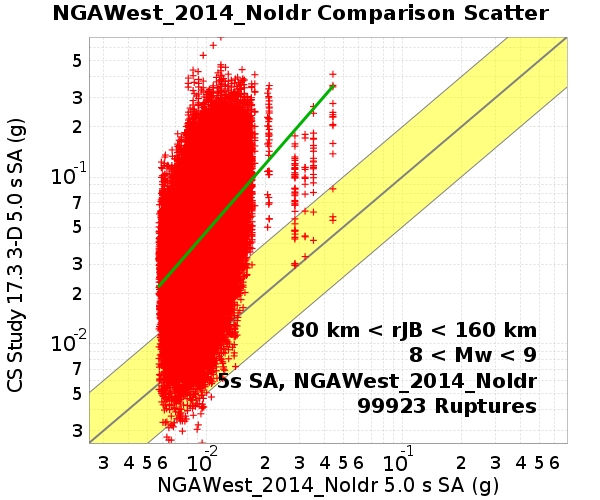 NGAWest_2014_NoIdr Comparison Scatter
CS Study 17.3 3-D 5.0 s SA (g)
5
3
2
10^-1
7
5
3
2
10^-2
7
5
3
80 km < rJB < 160 km
8 < Mw < 9
5s SA, NGAWest_2014_NoIdr
99923 Ruptures
3 4 5 6 10^-2 2 3 4 5 6 10^-1 2 3 4 5 6
NGAWest_2014_NoIdr 5.0 s SA (g)